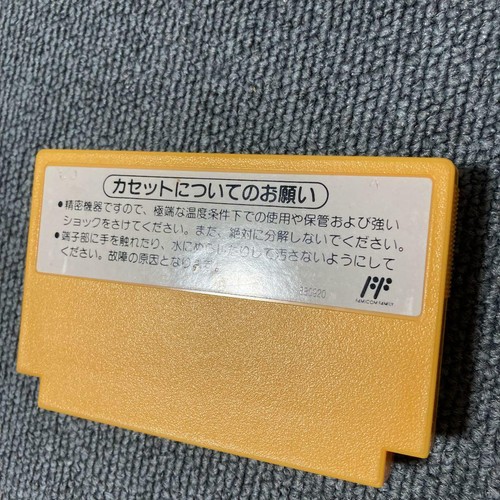 カセットについてのお願い
●精密機器ですので、極端な温度条件下での使用や保管および強い
ショックをさけてください。また、絶対に分解しないでください。
●端子部に手を触れたり、水にぬらしたりして汚さないようにして
ください。故障の原因となります。
FAMICOM FAMILY